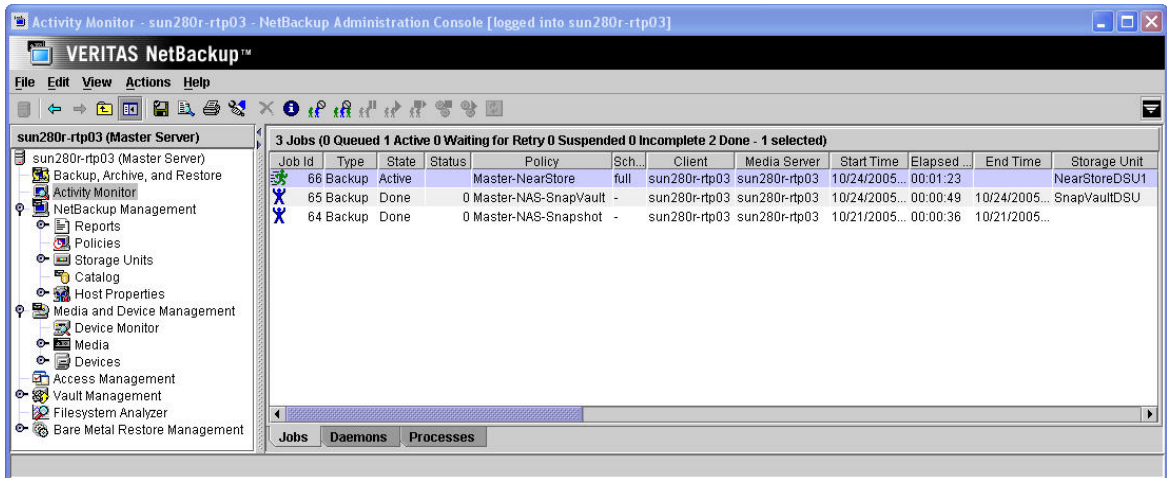 Activity Monitor - sun280r-rtp03 - NetBackup Administration Console [logged into sun280r-rtp03]
VERITAS NetBackup™
File Edit View Actions Help
sun280r-rtp03 (Master Server)
sun280r-rtp03 (Master Server)
Backup, Archive, and Restore
Activity Monitor
NetBackup Management
Reports
Policies
Storage Units
Catalog
Host Properties
Media and Device Management
Device Monitor
Media
Devices
Access Management
Vault Management
Filesystem Analyzer
Bare Metal Restore Management
3 Jobs (0 Queued 1 Active 0 Waiting for Retry 0 Suspended 0 Incomplete 2 Done - 1 selected)
Job Id Type State Status Policy Sch... Client Media Server Start Time Elapsed ... End Time Storage Unit
66 Backup Active Master-NearStore full sun280r-rtp03 sun280r-rtp03 10/24/2005... 00:01:23 NearStoreDSU1
65 Backup Done 0 Master-NAS-SnapVault - sun280r-rtp03 sun280r-rtp03 10/24/2005... 00:00:49 10/24/2005... SnapVaultDSU
64 Backup Done 0 Master-NAS-Snapshot - sun280r-rtp03 sun280r-rtp03 10/21/2005... 00:00:36 10/21/2005...
Jobs Daemons Processes